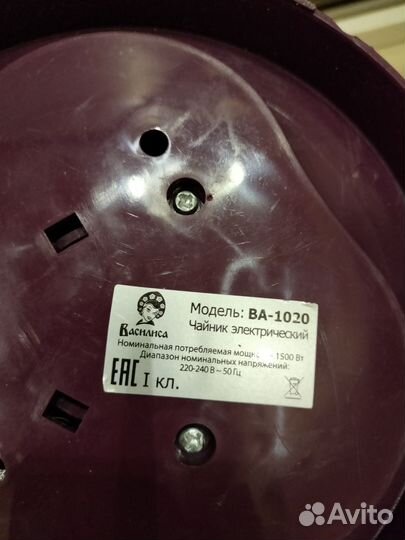 Василиса
Модель: ВА-1020
Чайник электрический
Номинальная потребляемая 1500 Вт
Диапазон номинальных напряжений:
220-240 В ~ 50 Гц
EAC I кл.
Avito